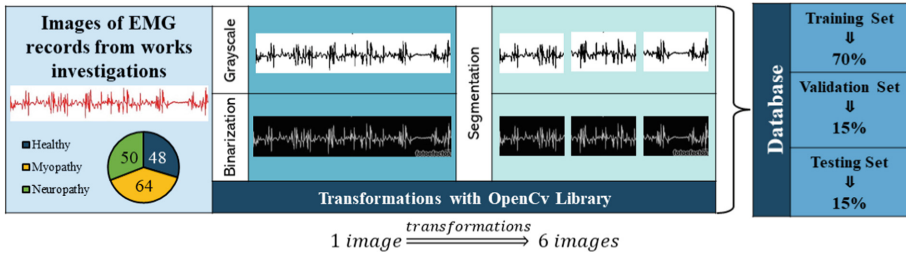 Images of EMG
records from works
investigations
Healthy
Myopathy
Neuropathy
50
48
64
Grayscale
Binarization
Segmentation
Transformations with OpenCv Library
Database
Training Set
⇓
70%
Validation Set
⇓
15%
Testing Set
⇓
15%
transformations
1 image ⟹ 6 images